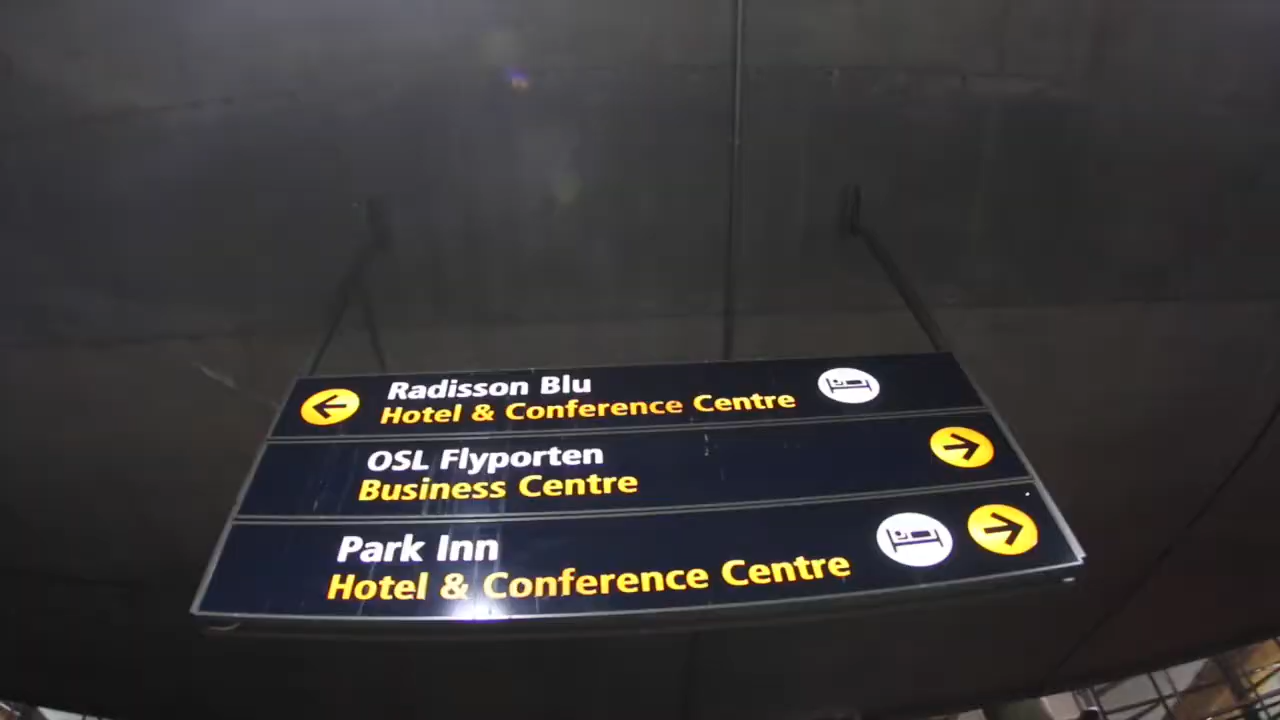 Radisson Blu
Hotel & Conference Centre
OSL Flyporten
Business Centre
Park Inn
Hotel & Conference Centre